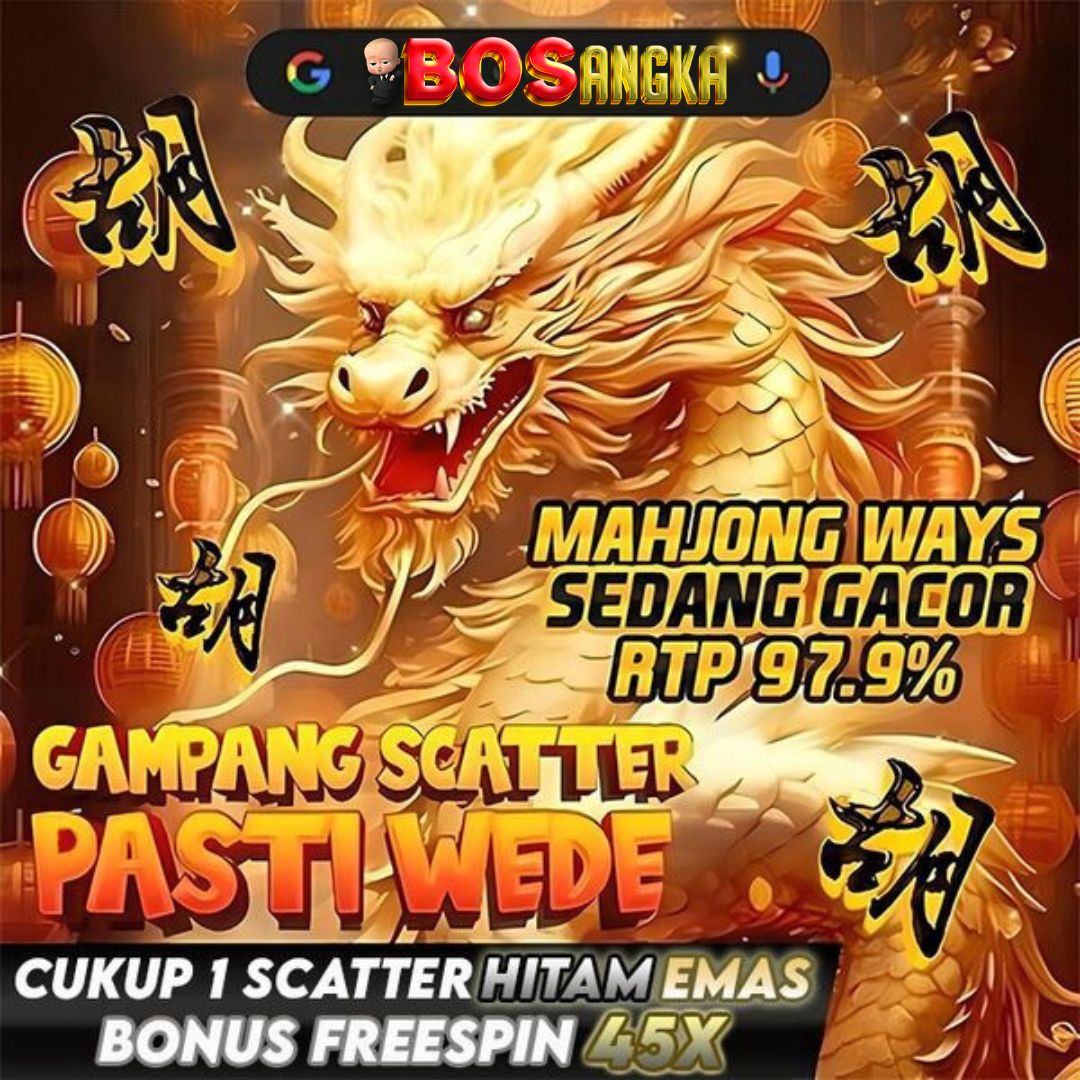 G BOSANGKA
胡 胡
MAHJONG WAYS
SEDANG GACOR
胡
RTP 97.9%
GAMPANG SCATTER
PASTI WEDE
胡
CUKUP 1 SCATTER HITAM EMAS
BONUS FREESPIN 45X